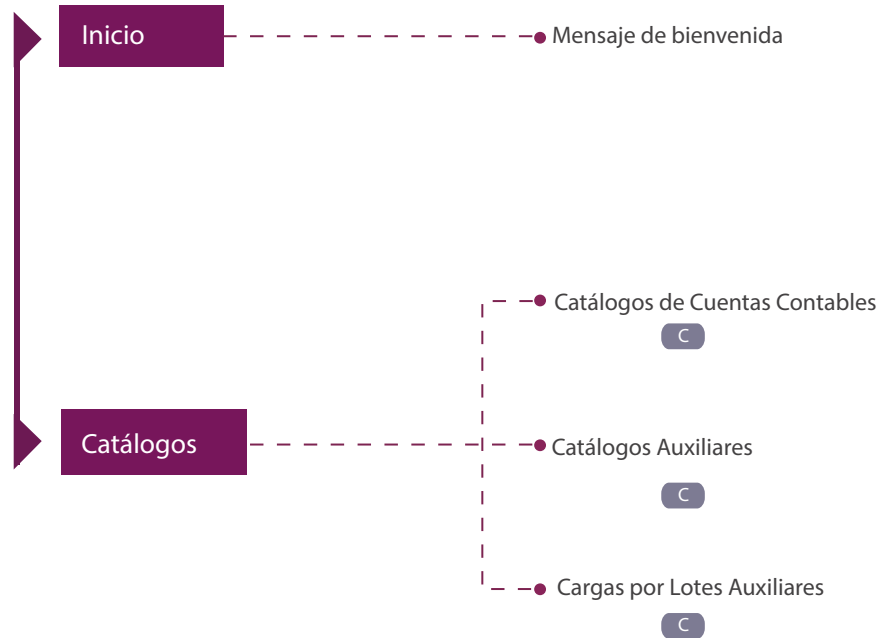 Inicio
Mensaje de bienvenida
Catálogos de Cuentas Contables
C
Catálogos
Catálogos Auxiliares
C
Cargas por Lotes Auxiliares
C